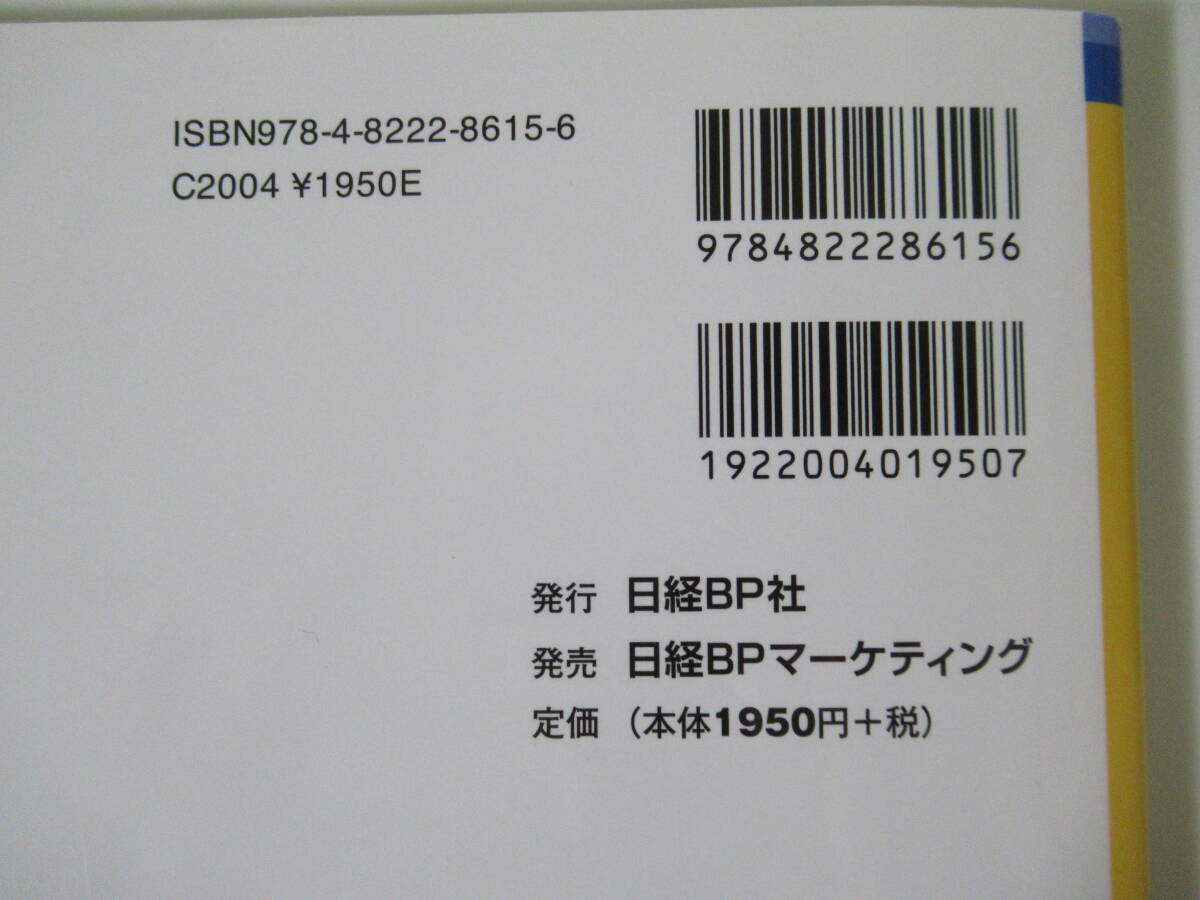 ISBN978-4-8222-8615-6
C2004 ¥1950E
9784822286156
1922004019507
発行 日経BP社
発売 日経BPマーケティング
定価 (本体1950円+税)